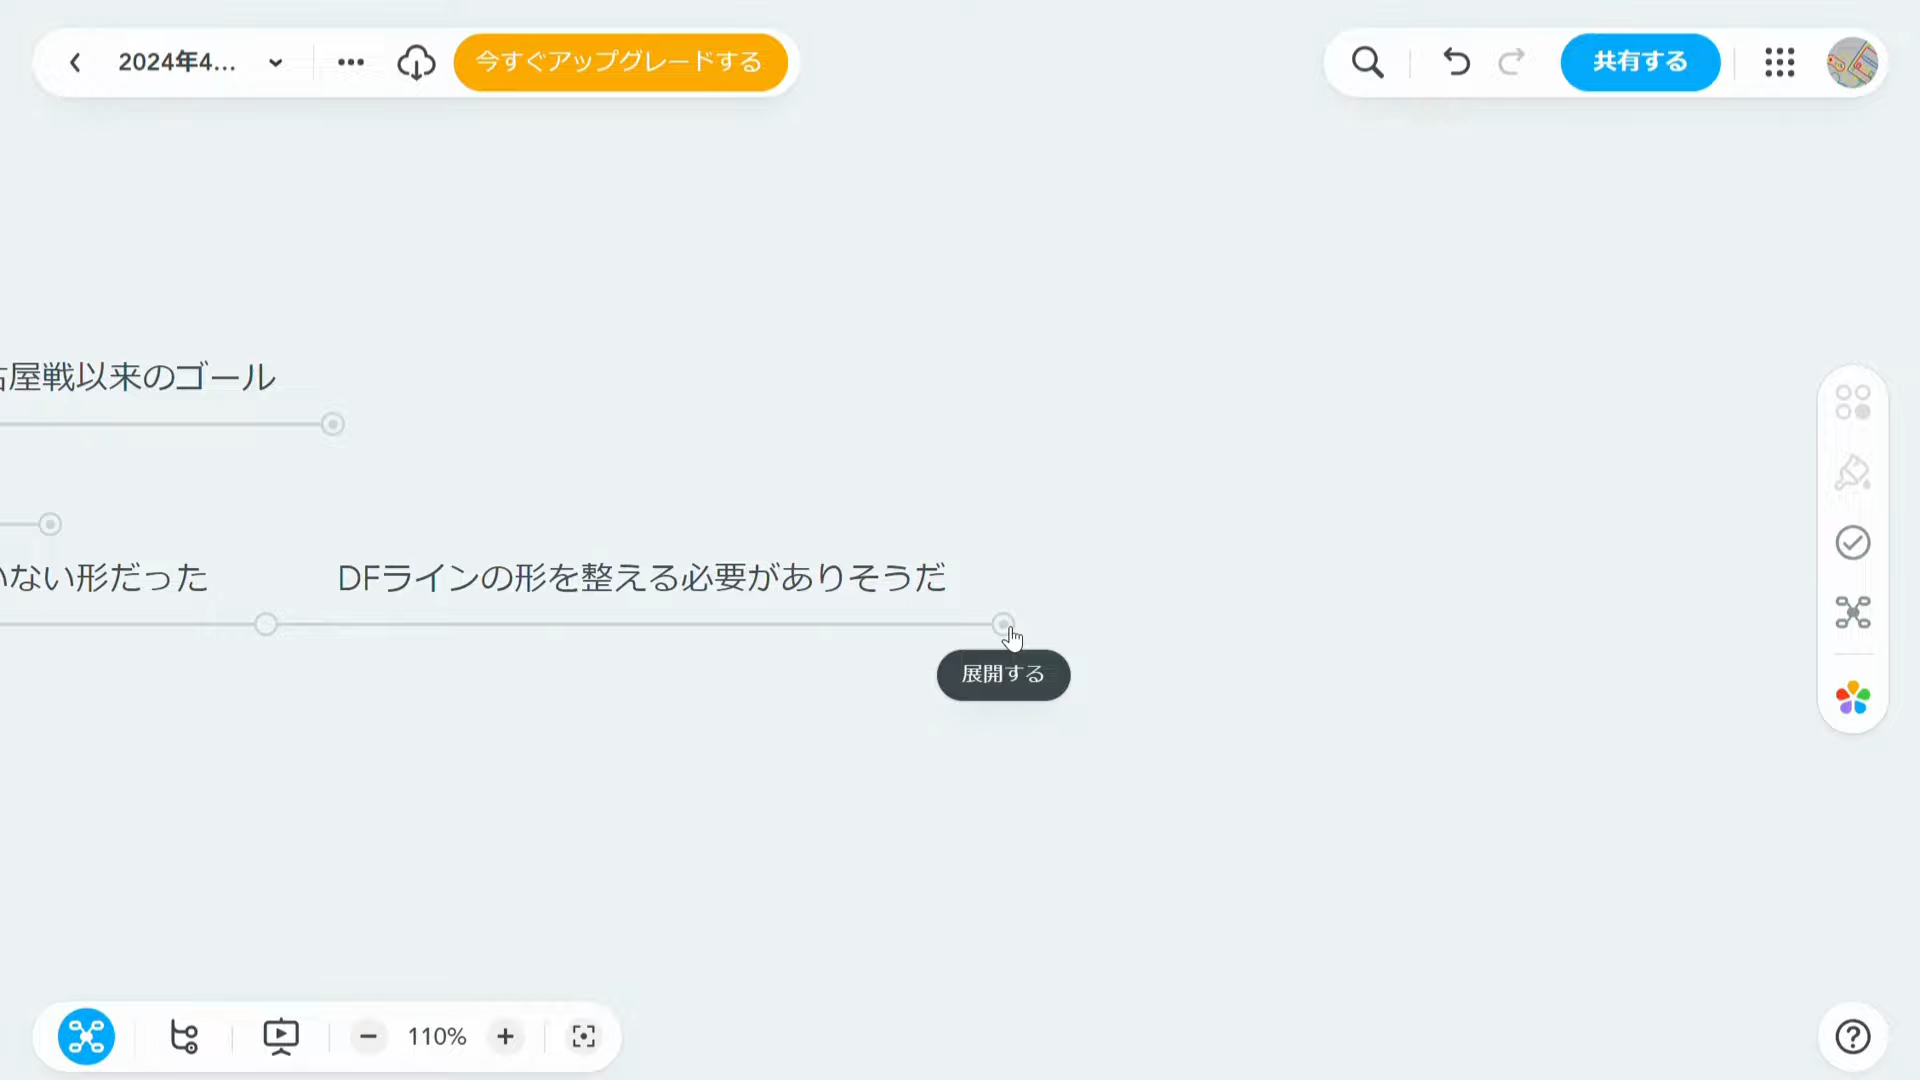 2024年4...
今すぐアップグレードする
共有する
屋戦以来のゴール
ない形だった
DFラインの形を整える必要がありそうだ
展開する
110%